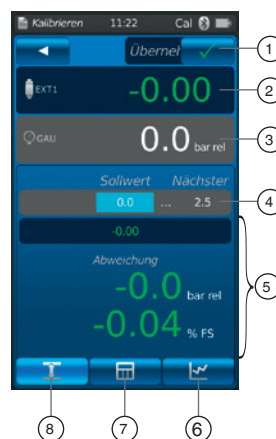 Kalibrieren 11:22 Cal
Übernel
1
EXT1 -0.00
2
GAU 0.0 bar rel
3
Sollwert Nächster
0.0 ... 2.5
4
-0.00
Abweichung
-0.0 bar rel
-0.04 % FS
5
8 7 6